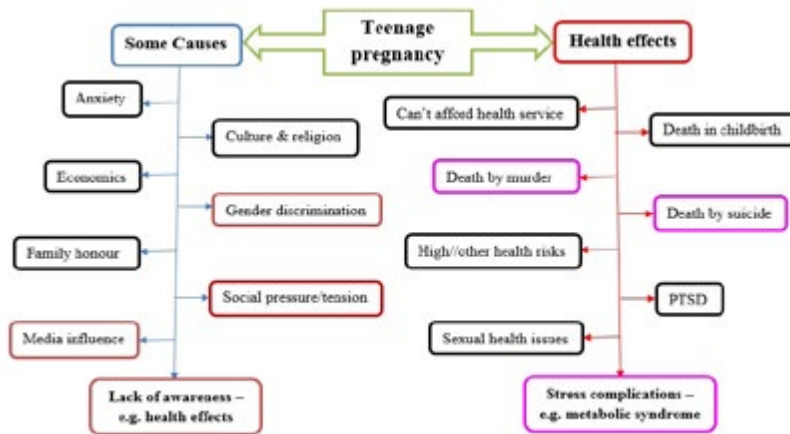 Teenage
pregnancy
Some Causes
Health effects
Anxiety
Culture & religion
Economics
Gender discrimination
Family honour
Social pressure/tension
Media influence
Lack of awareness –
e.g. health effects
Can't afford health service
Death in childbirth
Death by murder
Death by suicide
High//other health risks
PTSD
Sexual health issues
Stress complications –
e.g. metabolic syndrome